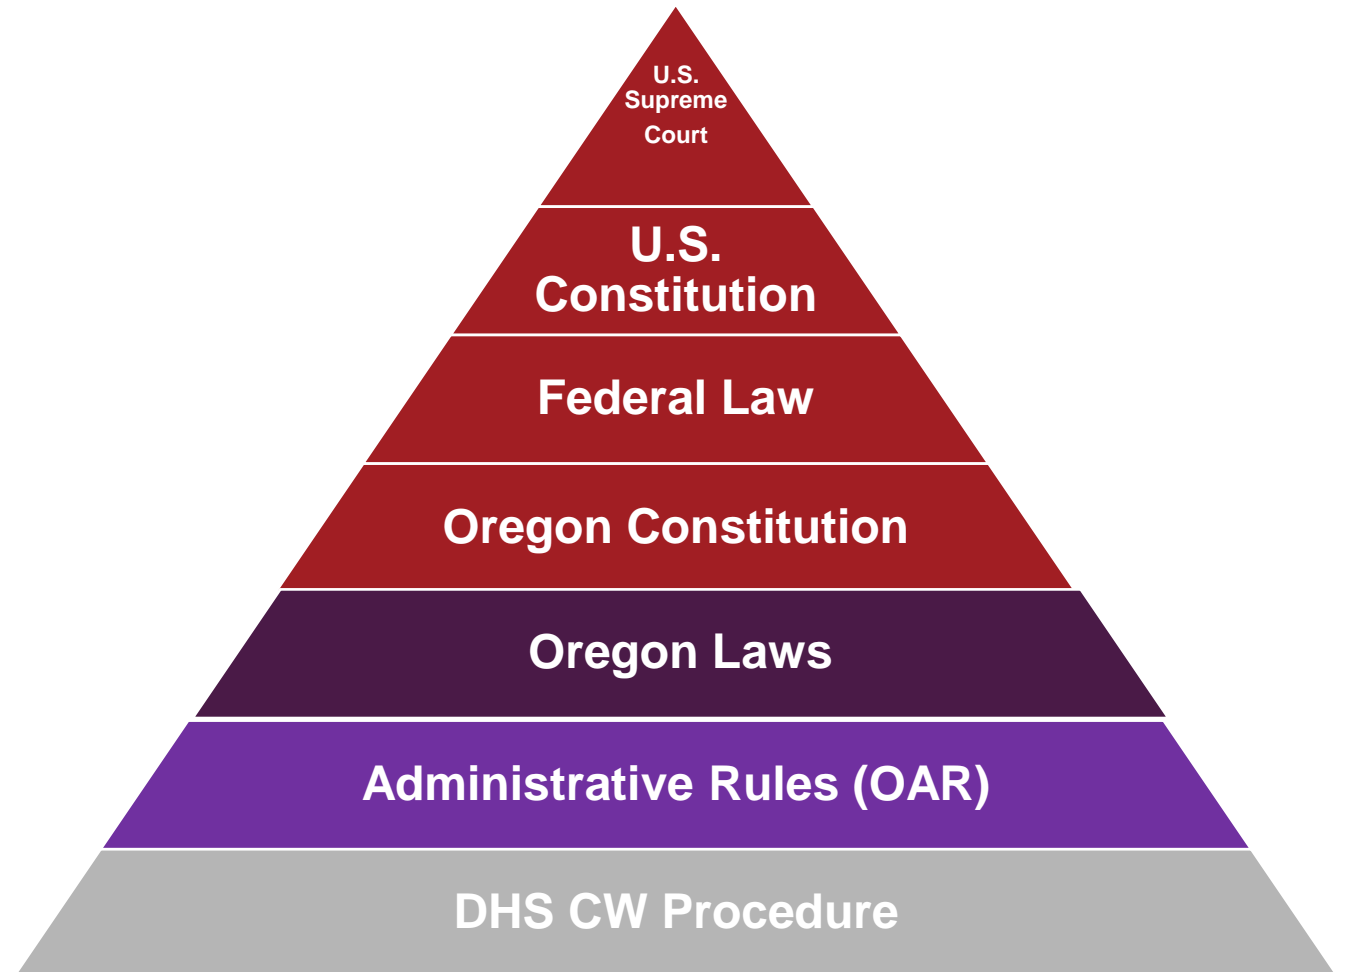 U.S.
Supreme
Court
U.S.
Constitution
Federal Law
Oregon Constitution
Oregon Laws
Administrative Rules (OAR)
DHS CW Procedure